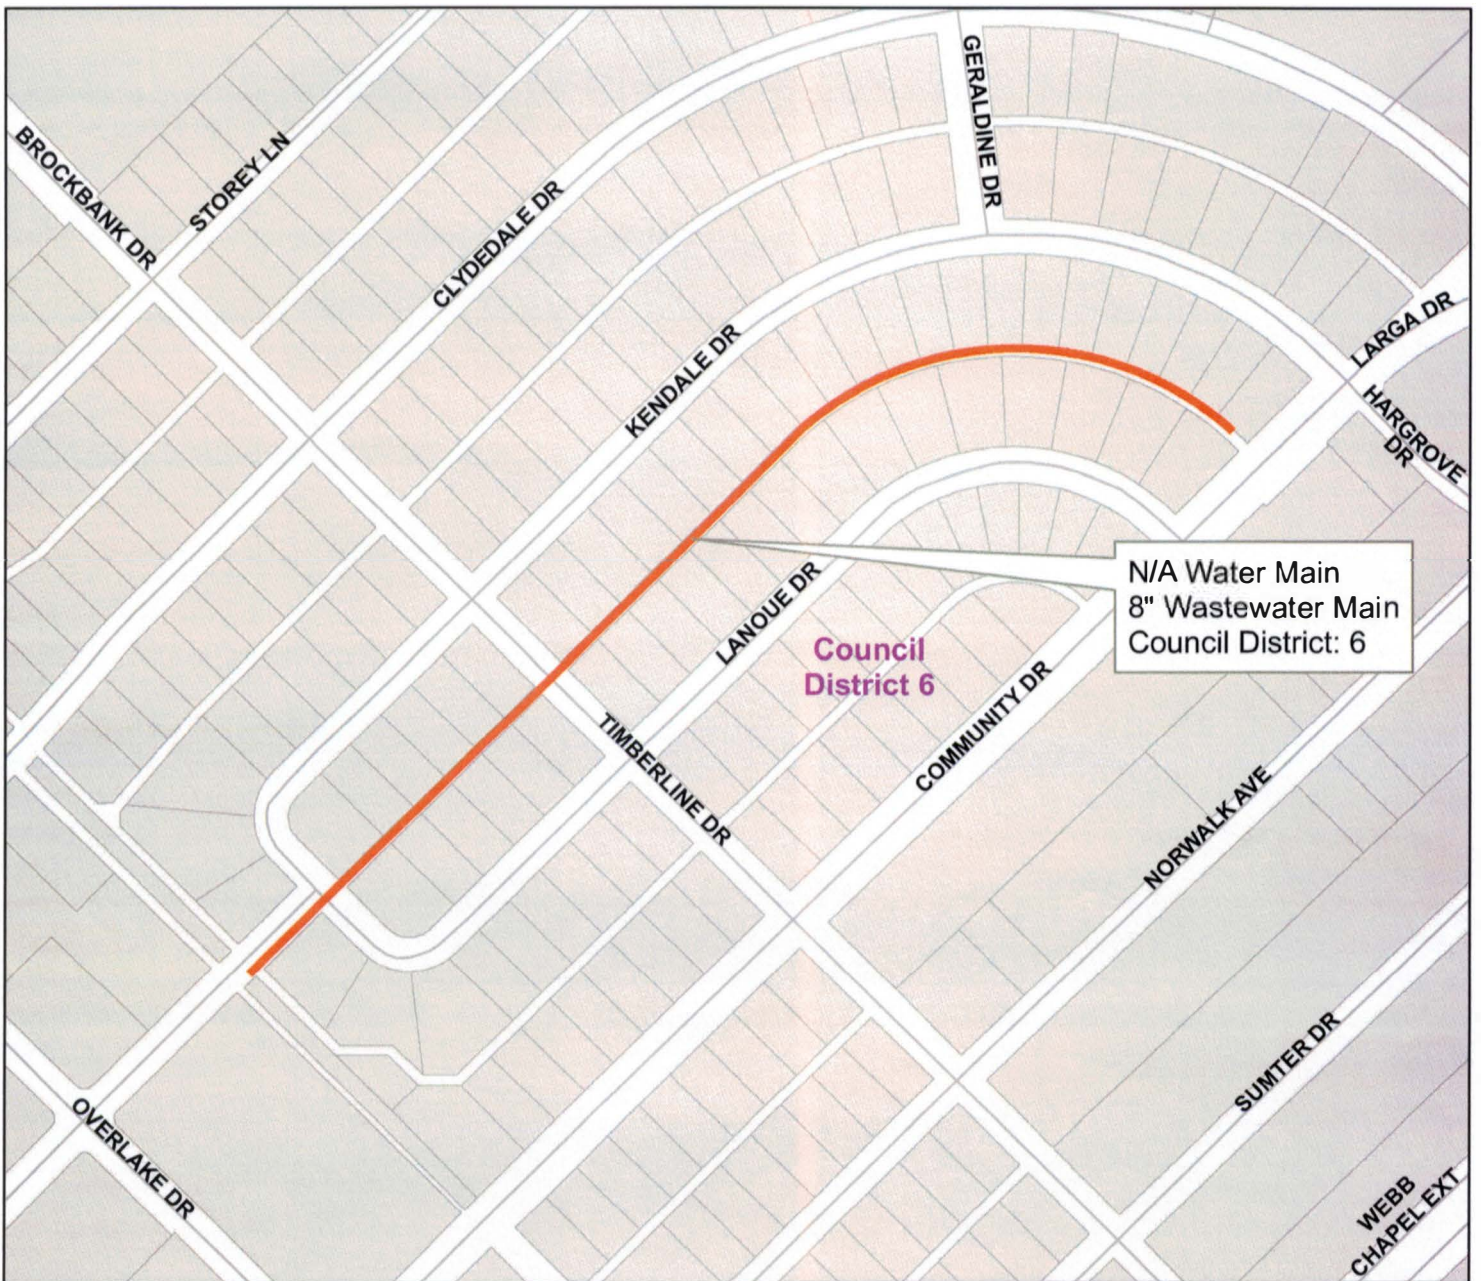 GERALDINE DR
BROCKBANK DR
STOREY LN
CLYDEDALE DR
LARGA DR
KENDALE DR
HARGROVE
DR
N/A Water Main
8" Wastewater Main
Council District: 6
LANOUE DR
Council
District 6
COMMUNITY DR
TIMBERLINE DR
NORWALK AVE
SUMTER DR
OVERLAKE DR
WEBB
CHAPEL EXT